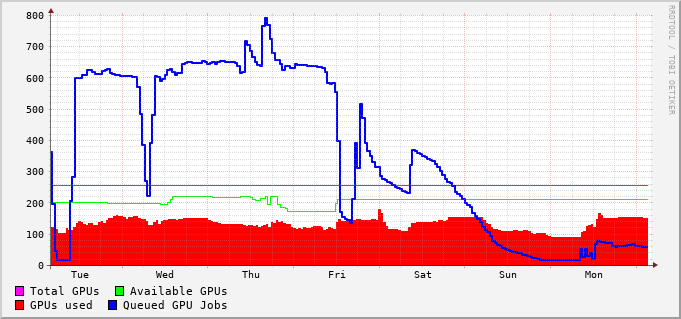 800
700
600
500
400
300
200
100
0
Tue Wed Thu Fri Sat Sun Mon
Total GPUs Available GPUs
GPUs used Queued GPU Jobs
RRDTOOL / TOBI OETIKER